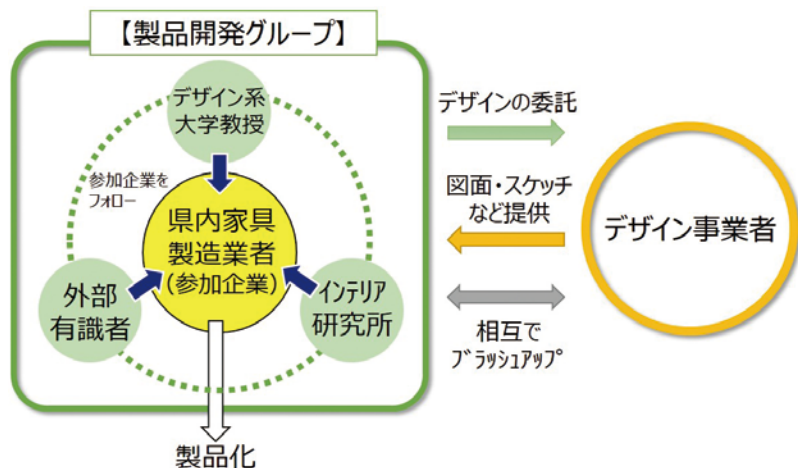 【製品開発グループ】
デザイン系
大学教授
参加企業を
フォロー
県内家具
製造業者
(参加企業)
外部
有識者
ｲﾝﾃﾘｱ
研究所
製品化
デザインの委託
図面・スケッチ
など提供
相互で
ﾌﾞﾗｯｼｭｱｯﾌﾟ
デザイン事業者